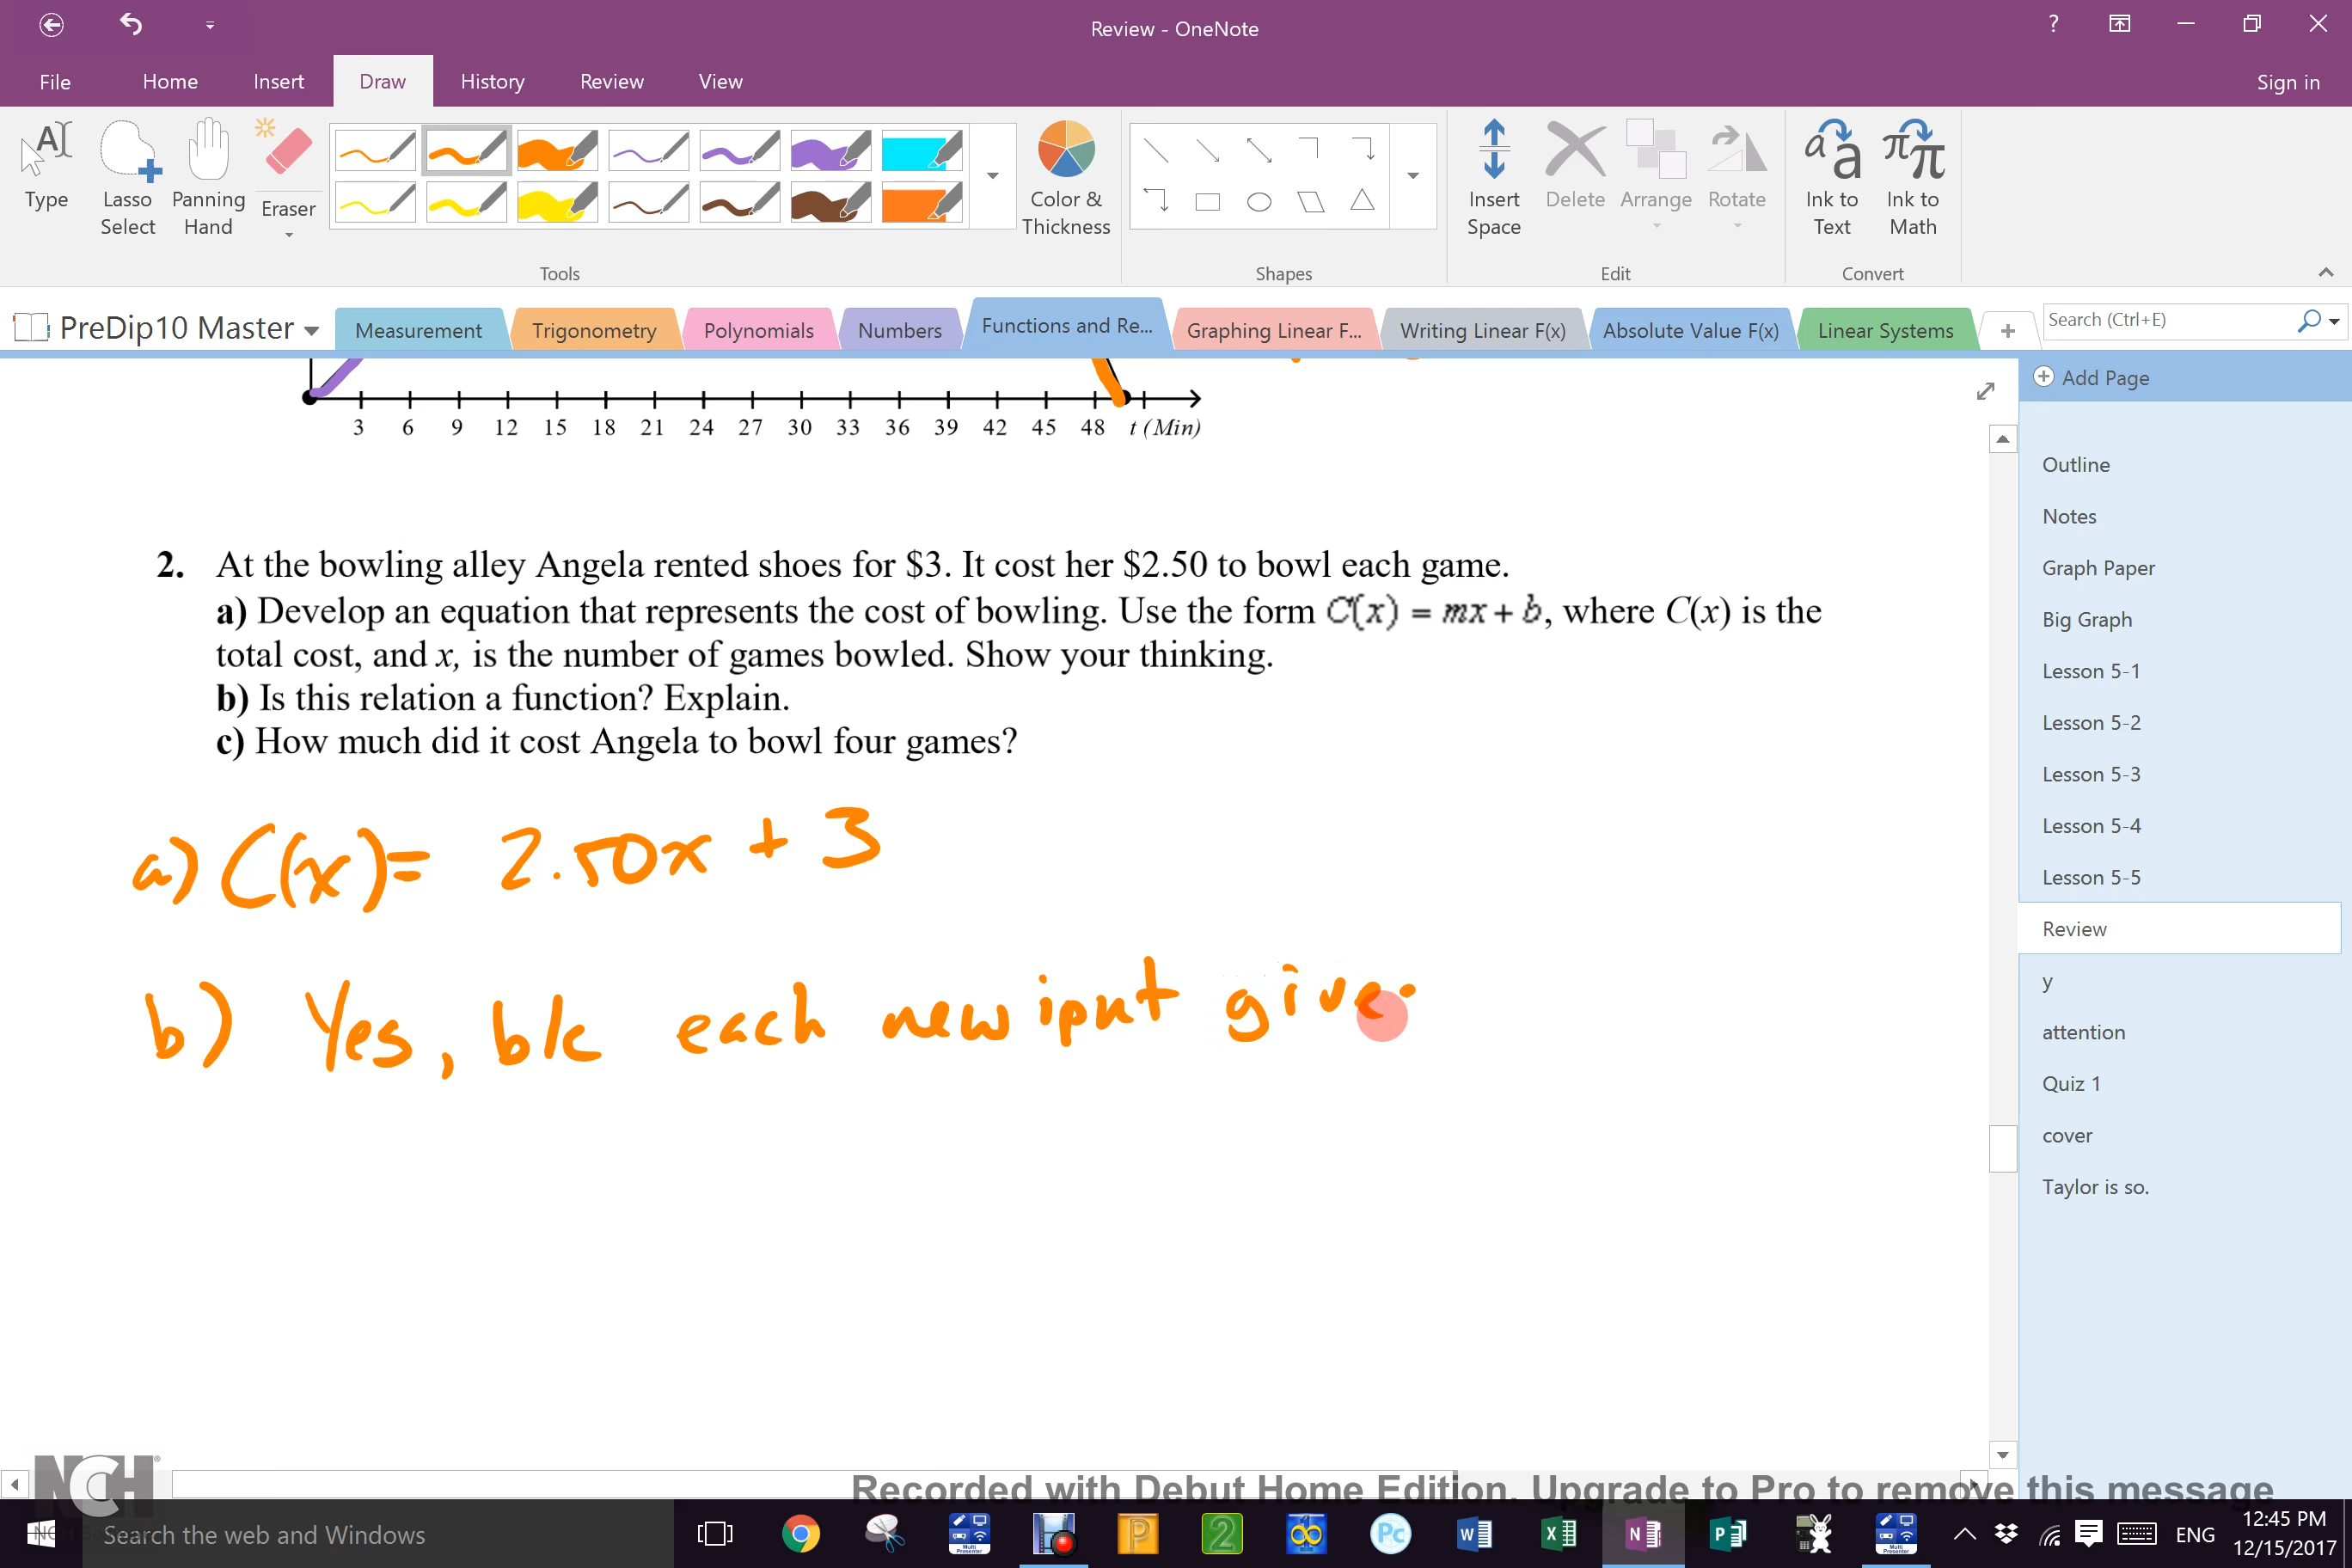 Review - OneNote
?
File Home Insert Draw History Review View Sign in
Type
Lasso Select
Panning Hand
Eraser
Color & Thickness
Insert Space
Delete
Arrange
Rotate
Ink to Text
Ink to Math
Tools Shapes Edit Convert
PreDip10 Master Measurement Trigonometry Polynomials Numbers Functions and Re... Graphing Linear F... Writing Linear F(x) Absolute Value F(x) Linear Systems + Search (Ctrl+E)
Add Page
3 6 9 12 15 18 21 24 27 30 33 36 39 42 45 48 t (Min)
2. At the bowling alley Angela rented shoes for $3. It cost her $2.50 to bowl each game.
a) Develop an equation that represents the cost of bowling. Use the form C(x) = mx + b, where C(x) is the
total cost, and x, is the number of games bowled. Show your thinking.
b) Is this relation a function? Explain.
c) How much did it cost Angela to bowl four games?
a) C(x)= 2.50x + 3
b) Yes, b/c each new iput give
Outline
Notes
Graph Paper
Big Graph
Lesson 5-1
Lesson 5-2
Lesson 5-3
Lesson 5-4
Lesson 5-5
Review
y
attention
Quiz 1
cover
Taylor is so.
NCH
Recorded with Debut Home Edition. Upgrade to Pro to remove this message
Search the web and Windows
ENG
12:45 PM
12/15/2017